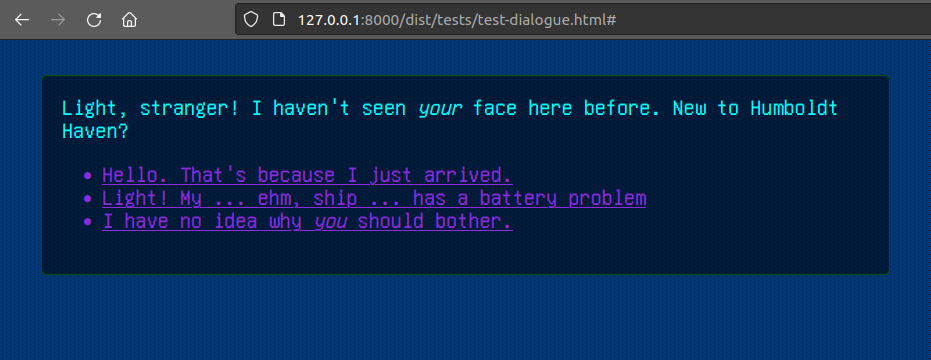 127.0.0.1:8000/dist/tests/test-dialogue.html#
Light, stranger! I haven't seen your face here before. New to Humboldt
Haven?
Hello. That's because I just arrived.
Light! My ... ehm, ship ... has a battery problem
I have no idea why you should bother.